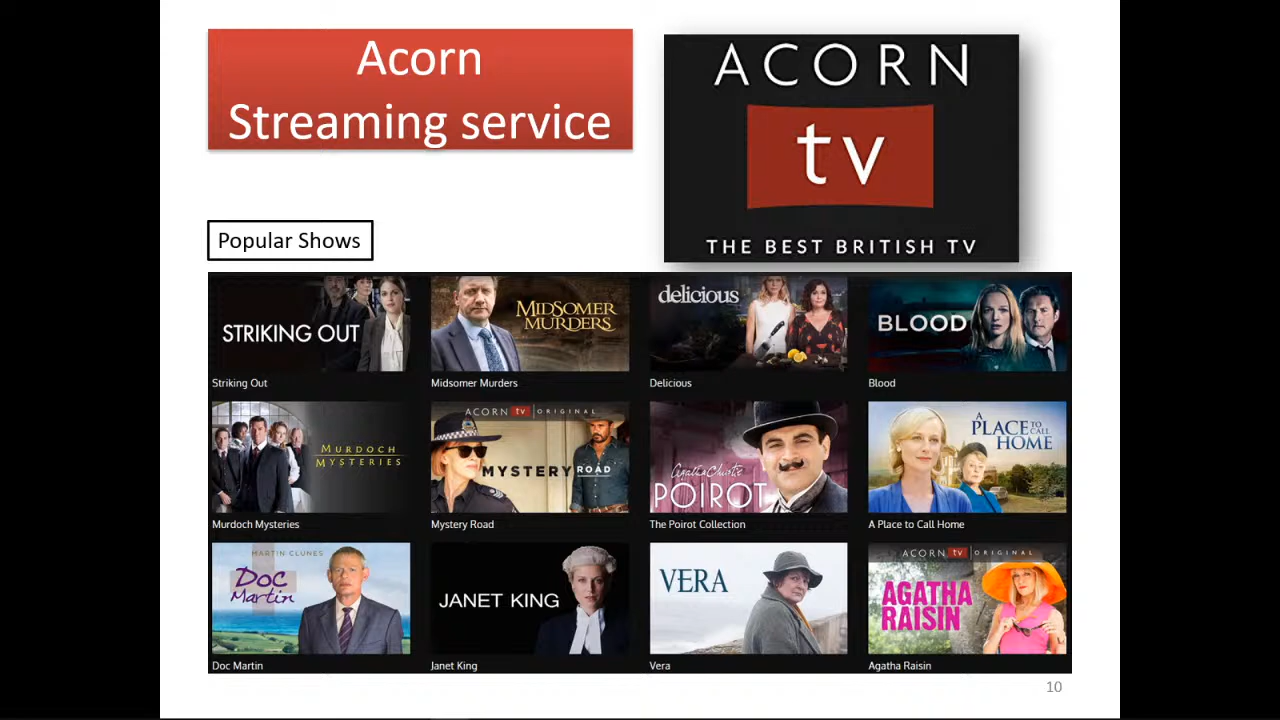 Acorn
Streaming service
ACORN
tv
THE BEST BRITISH TV
Popular Shows
STRIKING OUT
MIDSOMER
MURDERS
delicious
BLOOD
Striking Out
Midsomer Murders
Delicious
Blood
MURDOCH
MYSTERIES
ACORN tv ORIGINAL
MYSTERY ROAD
Agatha Christie
POIROT
A
PLACE TO
CALL
HOME
Murdoch Mysteries
Mystery Road
The Poirot Collection
A Place to Call Home
MARTIN CLUNES
Doc
Martin
JANET KING
VERA
ACORN tv ORIGINAL
AGATHA
RAISIN
Doc Martin
Janet King
Vera
Agatha Raisin
10